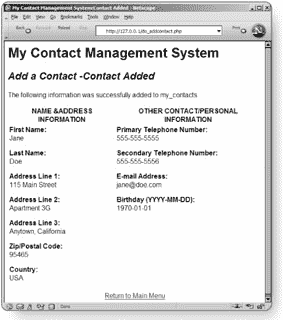 My Contact Management System:Contact Added - Netscape
File Edit View Go Bookmarks Tools Window Help
http://127.0.0.1/do_addcontact.php
My Contact Management System
Add a Contact -Contact Added
The following information was successfully added to my_contacts
NAME &ADDRESS
INFORMATION
OTHER CONTACT/PERSONAL
INFORMATION
First Name:
Jane
Primary Telephone Number:
555-555-5555
Last Name:
Doe
Secondary Telephone Number:
555-555-5556
Address Line 1:
115 Main Street
E-mail Address:
jane@doe.com
Address Line 2:
Apartment 3G
Birthday (YYYY-MM-DD):
1970-01-01
Address Line 3:
Anytown, California
Zip/Postal Code:
95465
Country:
USA
Return to Main Menu
Done